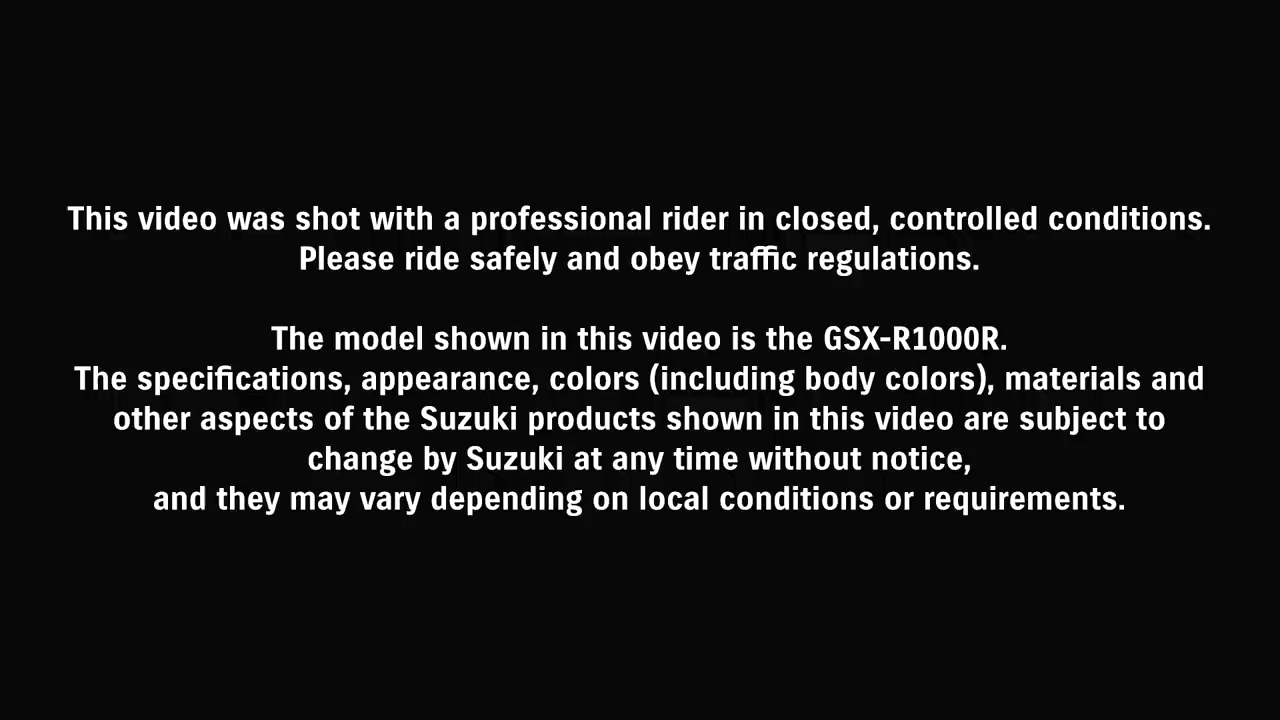 This video was shot with a professional rider in closed, controlled conditions.
Please ride safely and obey traffic regulations.
The model shown in this video is the GSX-R1000R.
The specifications, appearance, colors (including body colors), materials and
other aspects of the Suzuki products shown in this video are subject to
change by Suzuki at any time without notice,
and they may vary depending on local conditions or requirements.